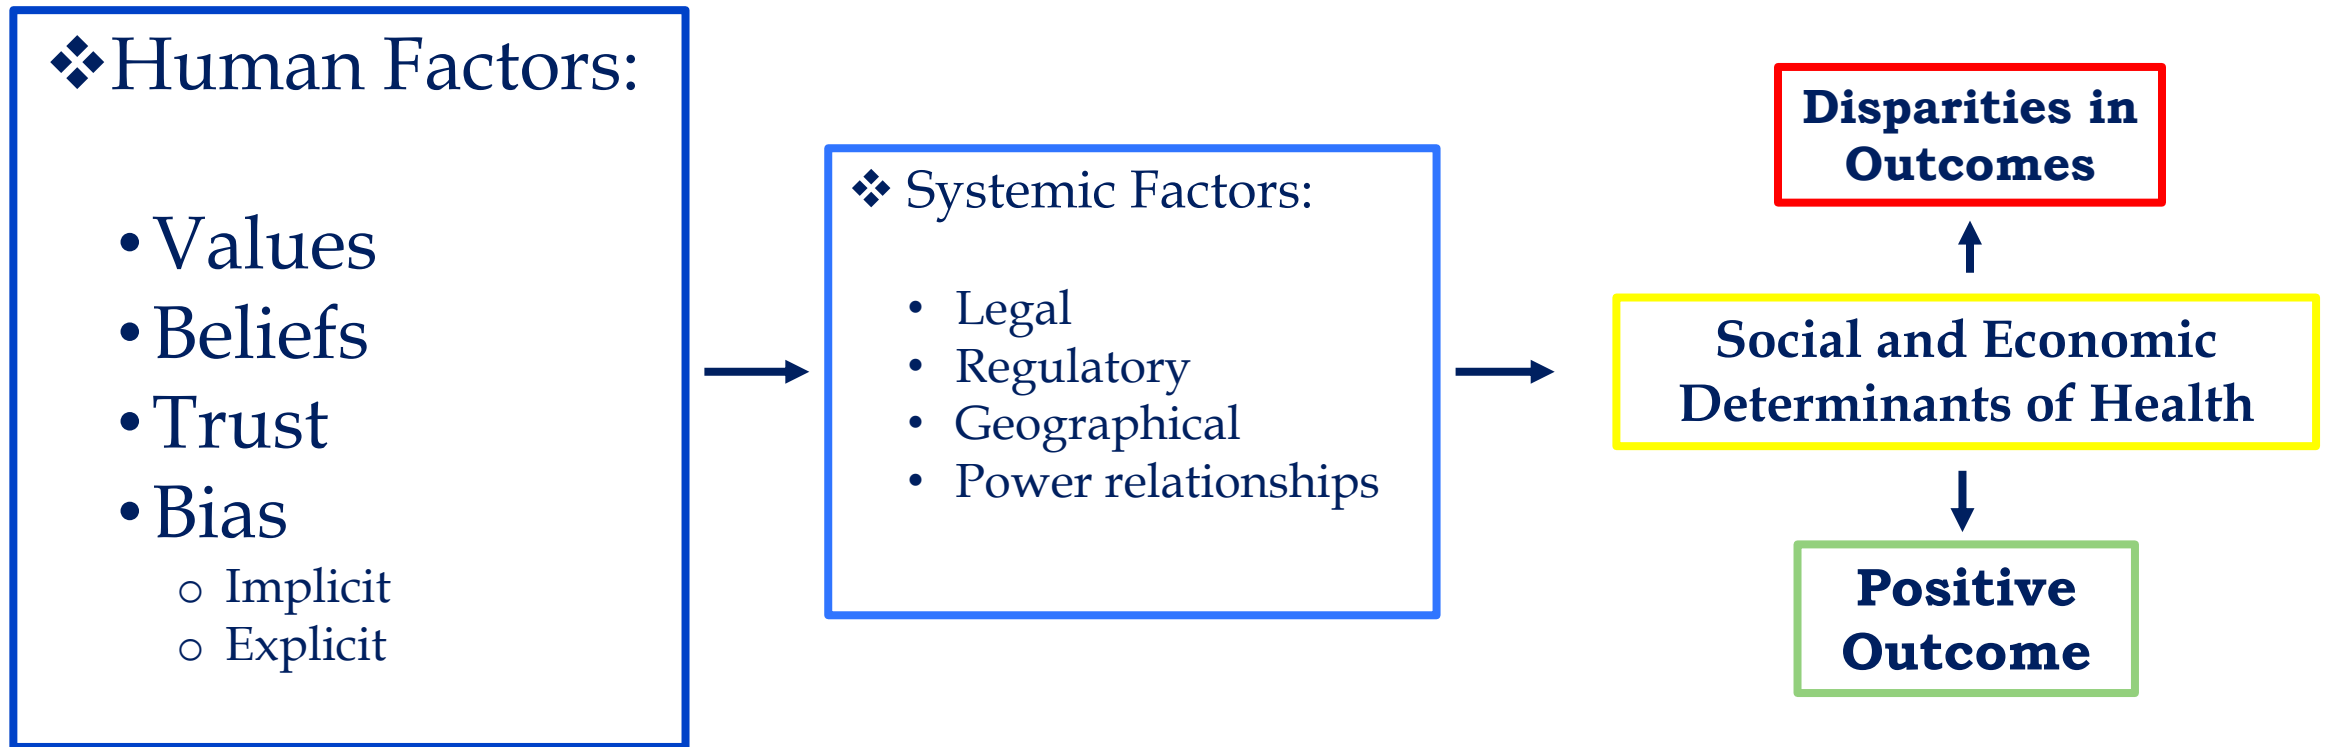 ❖Human Factors:
•Values
•Beliefs
•Trust
•Bias
o Implicit
o Explicit
❖ Systemic Factors:
• Legal
• Regulatory
• Geographical
• Power relationships
Disparities in
Outcomes
Social and Economic
Determinants of Health
Positive
Outcome